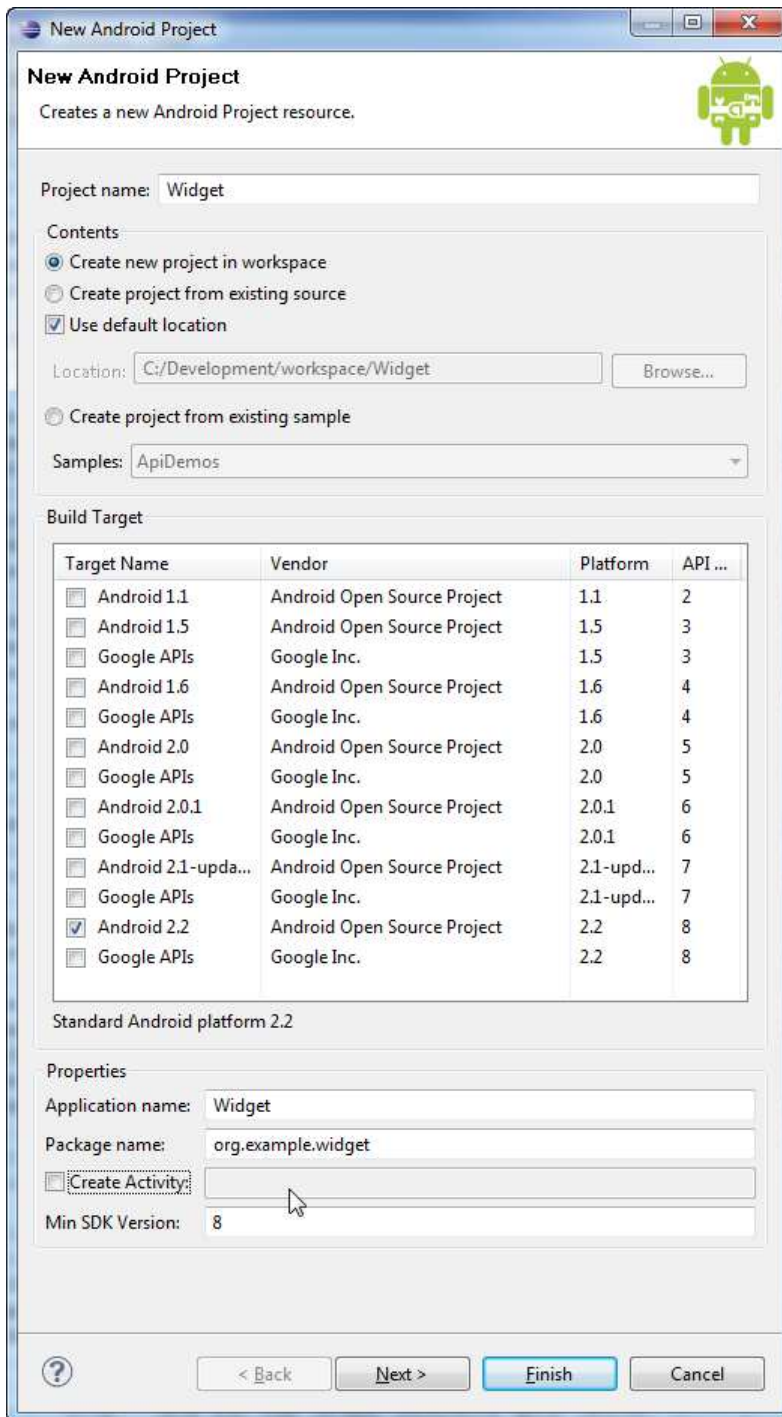 New Android Project
New Android Project
Creates a new Android Project resource.
Project name: Widget
Contents
Create new project in workspace
Create project from existing source
Use default location
Location: C:/Development/workspace/Widget Browse...
Create project from existing sample
Samples: ApiDemos
Build Target
Target Name Vendor Platform API ...
Android 1.1 Android Open Source Project 1.1 2
Android 1.5 Android Open Source Project 1.5 3
Google APIs Google Inc. 1.5 3
Android 1.6 Android Open Source Project 1.6 4
Google APIs Google Inc. 1.6 4
Android 2.0 Android Open Source Project 2.0 5
Google APIs Google Inc. 2.0 5
Android 2.0.1 Android Open Source Project 2.0.1 6
Google APIs Google Inc. 2.0.1 6
Android 2.1-upda... Android Open Source Project 2.1-upd... 7
Google APIs Google Inc. 2.1-upd... 7
Android 2.2 Android Open Source Project 2.2 8
Google APIs Google Inc. 2.2 8
Standard Android platform 2.2
Properties
Application name: Widget
Package name: org.example.widget
Create Activity:
Min SDK Version: 8
? < Back Next > Finish Cancel